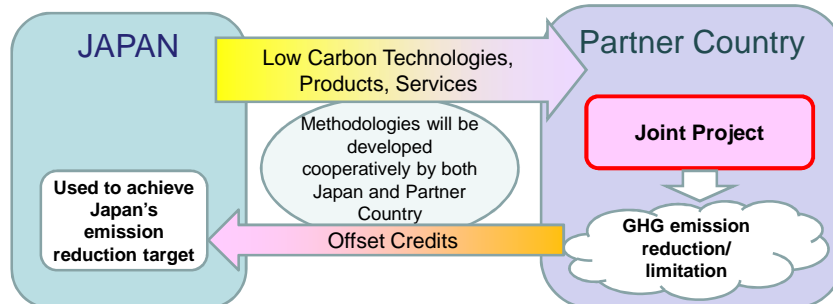 JAPAN
Low Carbon Technologies,
Products, Services
Partner Country
Methodologies will be
developed
cooperatively by both
Japan and Partner
Country
Joint Project
Used to achieve
Japan's
emission
reduction target
Offset Credits
GHG emission
reduction/
limitation